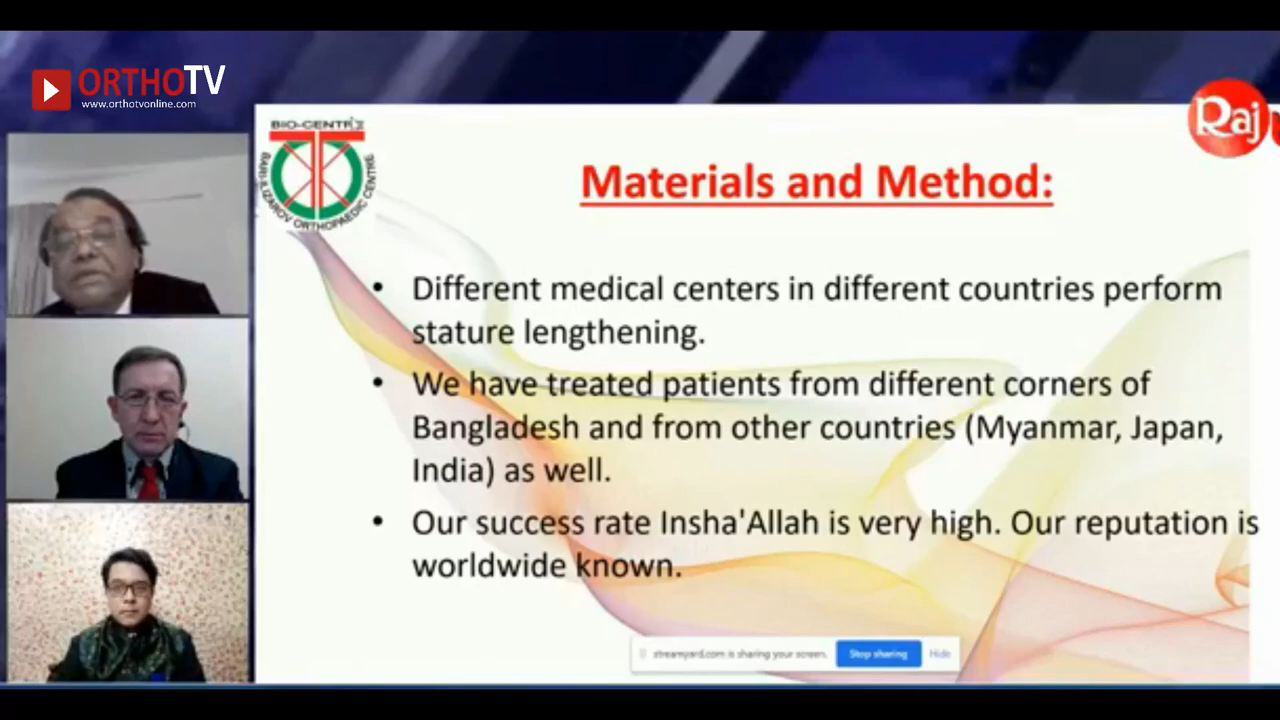 ORTHOTV
www.orthotvonline.com
Raj
BIO-CENTRE
BARI-ILIZAROV ORTHOPAEDIC CENTRE
Materials and Method:
• Different medical centers in different countries perform
stature lengthening.
• We have treated patients from different corners of
Bangladesh and from other countries (Myanmar, Japan,
India) as well.
• Our success rate Insha'Allah is very high. Our reputation is
worldwide known.
streamyard.com is sharing your screen.
Stop sharing
Hide